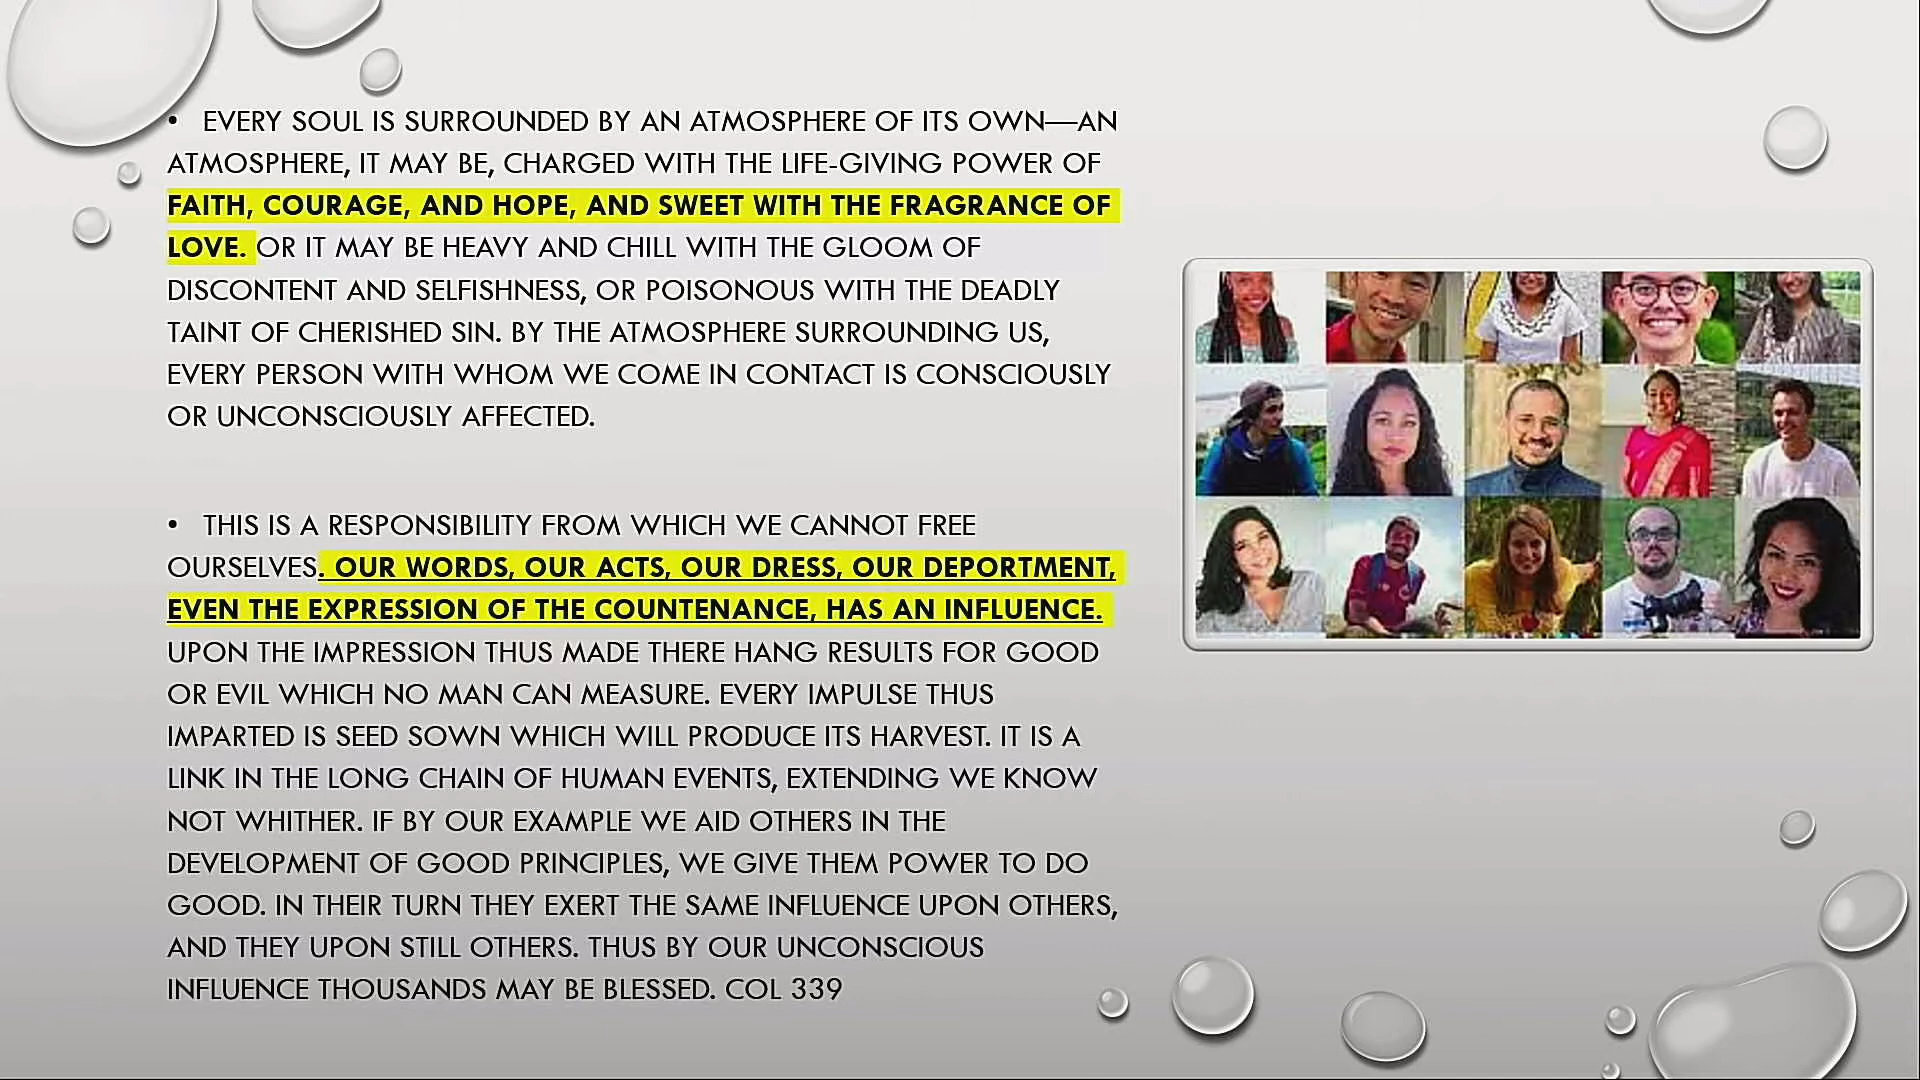 • EVERY SOUL IS SURROUNDED BY AN ATMOSPHERE OF ITS OWN—AN
ATMOSPHERE, IT MAY BE, CHARGED WITH THE LIFE-GIVING POWER OF
FAITH, COURAGE, AND HOPE, AND SWEET WITH THE FRAGRANCE OF
LOVE. OR IT MAY BE HEAVY AND CHILL WITH THE GLOOM OF
DISCONTENT AND SELFISHNESS, OR POISONOUS WITH THE DEADLY
TAINT OF CHERISHED SIN. BY THE ATMOSPHERE SURROUNDING US,
EVERY PERSON WITH WHOM WE COME IN CONTACT IS CONSCIOUSLY
OR UNCONSCIOUSLY AFFECTED.
• THIS IS A RESPONSIBILITY FROM WHICH WE CANNOT FREE
OURSELVES. OUR WORDS, OUR ACTS, OUR DRESS, OUR DEPORTMENT,
EVEN THE EXPRESSION OF THE COUNTENANCE, HAS AN INFLUENCE.
UPON THE IMPRESSION THUS MADE THERE HANG RESULTS FOR GOOD
OR EVIL WHICH NO MAN CAN MEASURE. EVERY IMPULSE THUS
IMPARTED IS SEED SOWN WHICH WILL PRODUCE ITS HARVEST. IT IS A
LINK IN THE LONG CHAIN OF HUMAN EVENTS, EXTENDING WE KNOW
NOT WHITHER. IF BY OUR EXAMPLE WE AID OTHERS IN THE
DEVELOPMENT OF GOOD PRINCIPLES, WE GIVE THEM POWER TO DO
GOOD. IN THEIR TURN THEY EXERT THE SAME INFLUENCE UPON OTHERS,
AND THEY UPON STILL OTHERS. THUS BY OUR UNCONSCIOUS
INFLUENCE THOUSANDS MAY BE BLESSED. COL 339